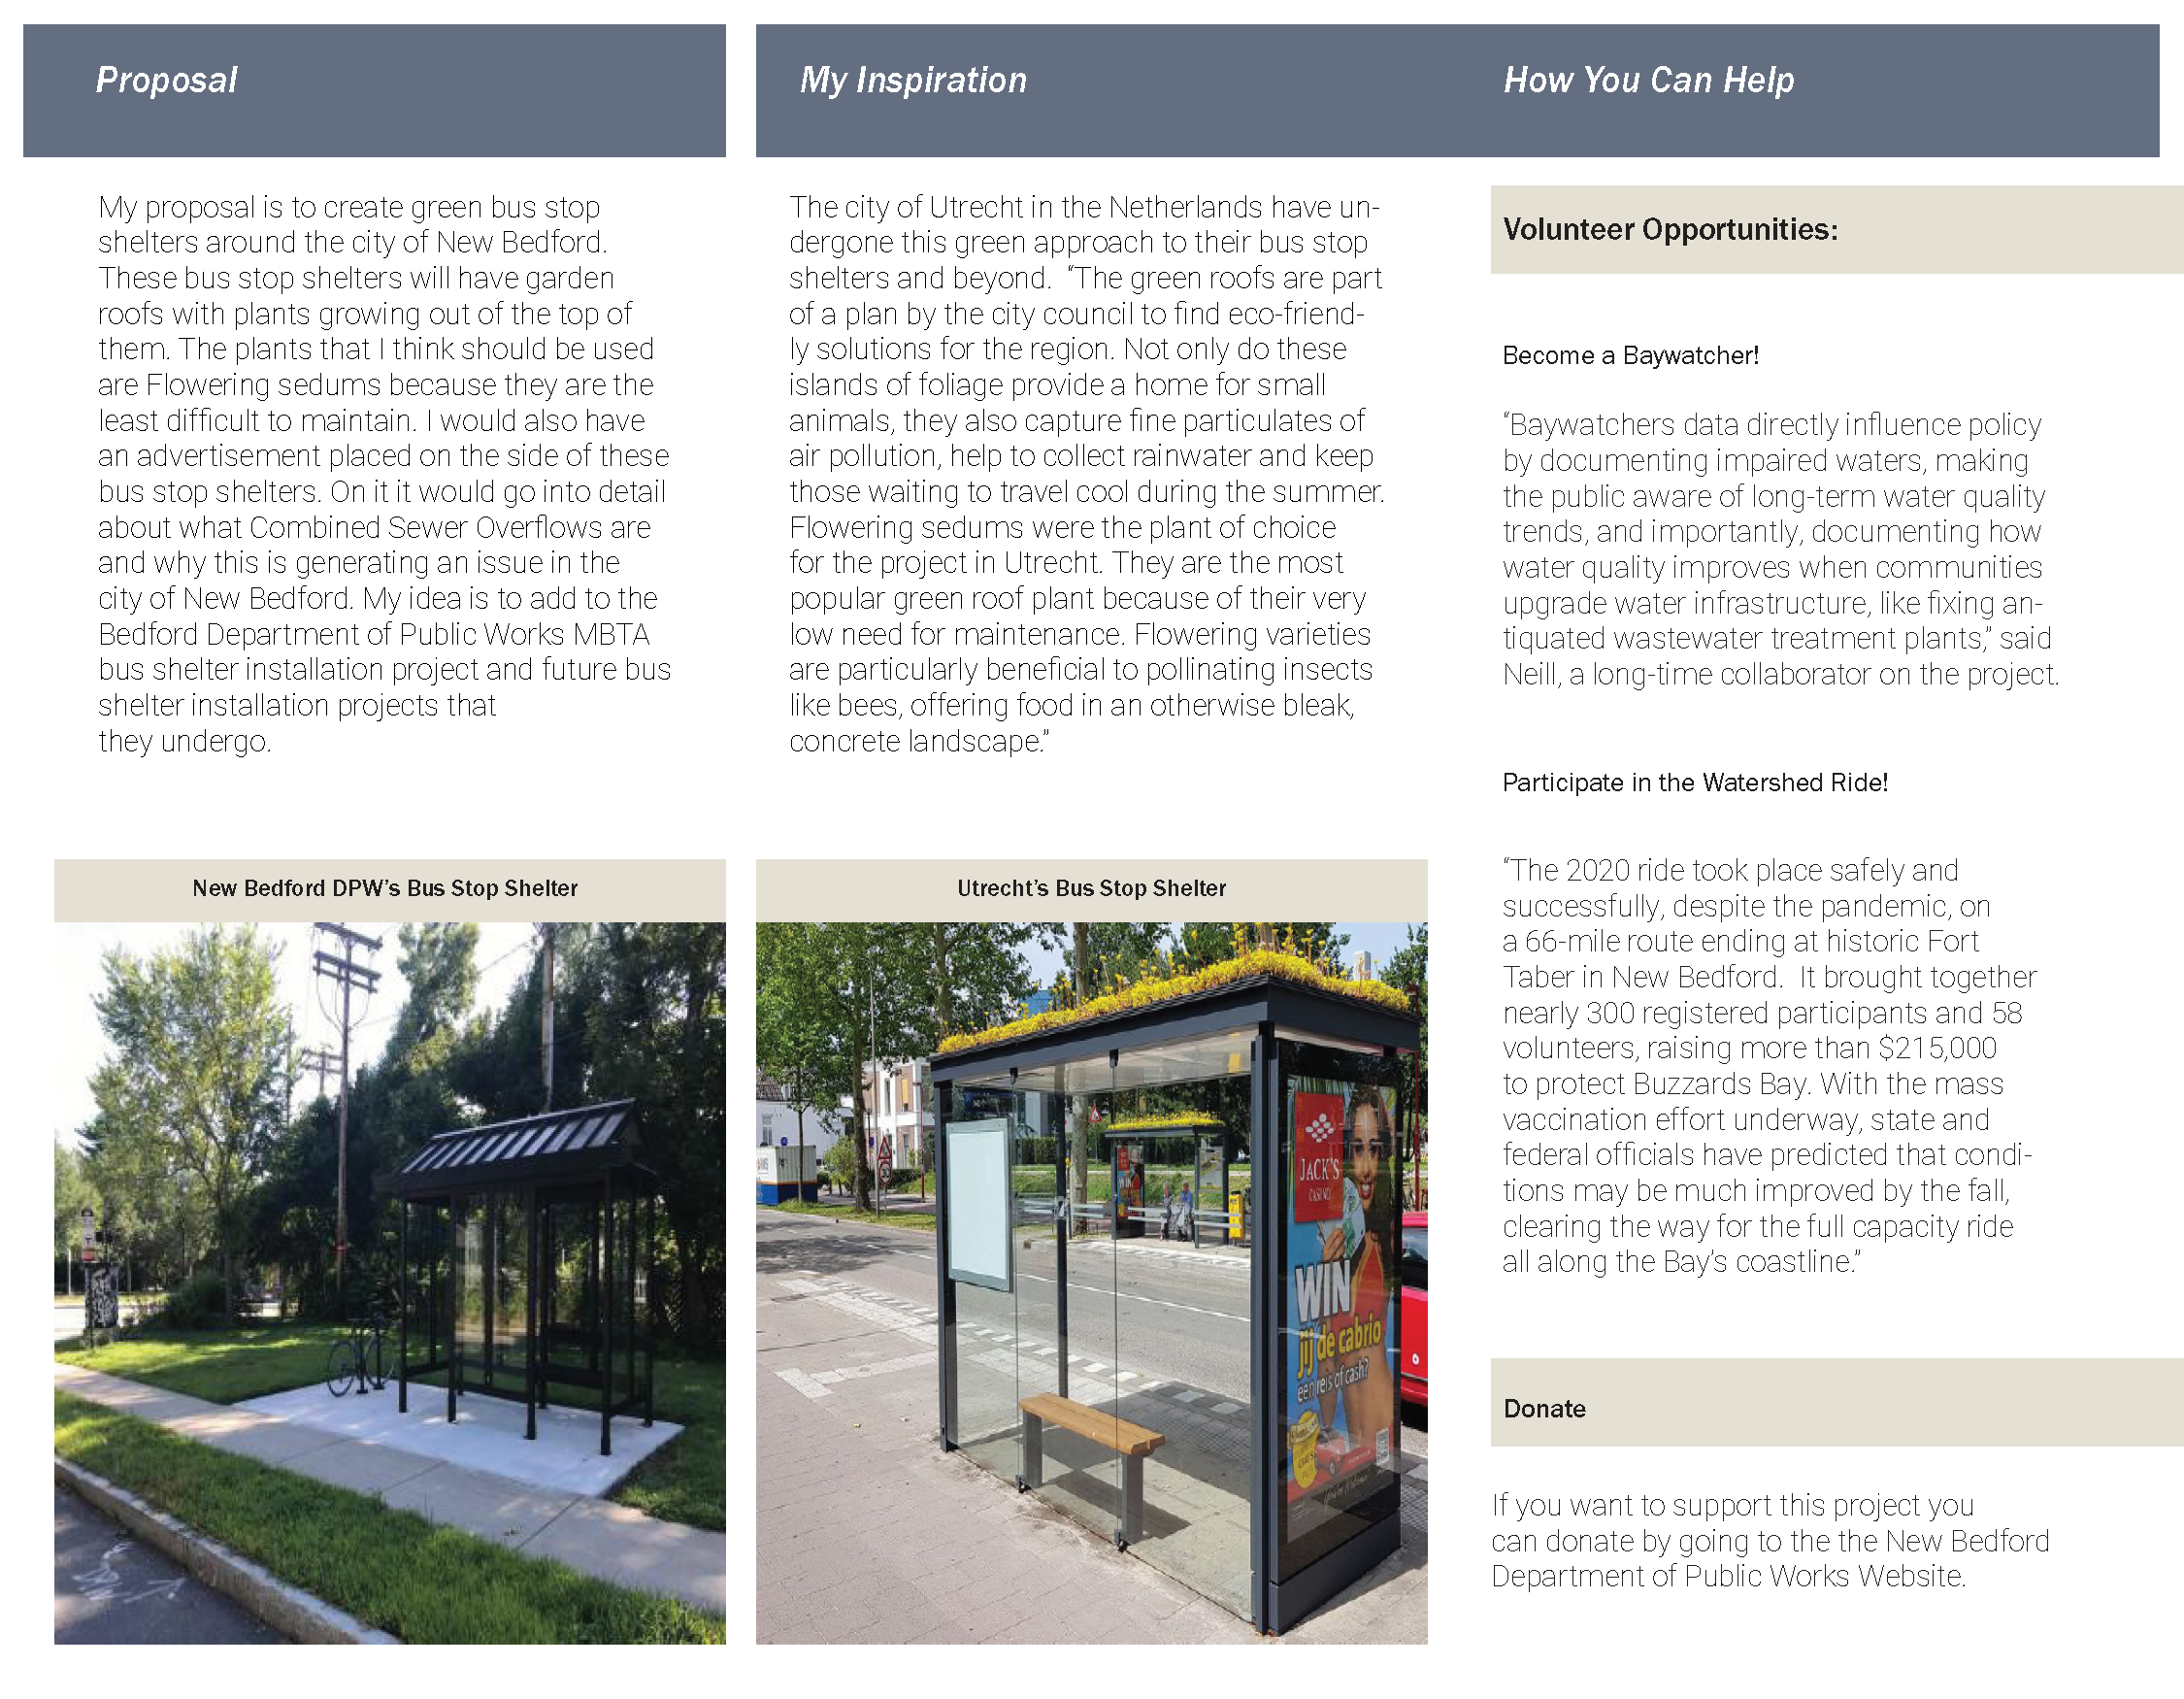 Proposal
My proposal is to create green bus stop
shelters around the city of New Bedford.
These bus stop shelters will have garden
roofs with plants growing out of the top of
them. The plants that I think should be used
are Flowering sedums because they are the
least difficult to maintain. I would also have
an advertisement placed on the side of these
bus stop shelters. On it it would go into detail
about what Combined Sewer Overflows are
and why this is generating an issue in the
city of New Bedford. My idea is to add to the
Bedford Department of Public Works MBTA
bus shelter installation project and future bus
shelter installation projects that
they undergo.
New Bedford DPW’s Bus Stop Shelter
My Inspiration
The city of Utrecht in the Netherlands have un-
dergone this green approach to their bus stop
shelters and beyond.  “The green roofs are part
of a plan by the city council to find eco-friend-
ly solutions for the region. Not only do these
islands of foliage provide a home for small
animals, they also capture fine particulates of
air pollution, help to collect rainwater and keep
those waiting to travel cool during the summer.
Flowering sedums were the plant of choice
for the project in Utrecht. They are the most
popular green roof plant because of their very
low need for maintenance. Flowering varieties
are particularly beneficial to pollinating insects
like bees, offering food in an otherwise bleak,
concrete landscape.”
Utrecht’s Bus Stop Shelter
JACK'S
CASINO
WIN
jij de cabrio
een reis of cash?
WIN
How You Can Help
Volunteer Opportunities:
Become a Baywatcher!
“Baywatchers data directly influence policy
by documenting impaired waters, making
the public aware of long-term water quality
trends, and importantly, documenting how
water quality improves when communities
upgrade water infrastructure, like fixing an-
tiquated wastewater treatment plants,” said
Neill, a long-time collaborator on the project.
Participate in the Watershed Ride!
“The 2020 ride took place safely and
successfully, despite the pandemic, on
a 66-mile route ending at historic Fort
Taber in New Bedford.  It brought together
nearly 300 registered participants and 58
volunteers, raising more than $215,000
to protect Buzzards Bay. With the mass
vaccination effort underway, state and
federal officials have predicted that condi-
tions may be much improved by the fall,
clearing the way for the full capacity ride
all along the Bay’s coastline.”
Donate
If you want to support this project you
can donate by going to the the New Bedford
Department of Public Works Website.